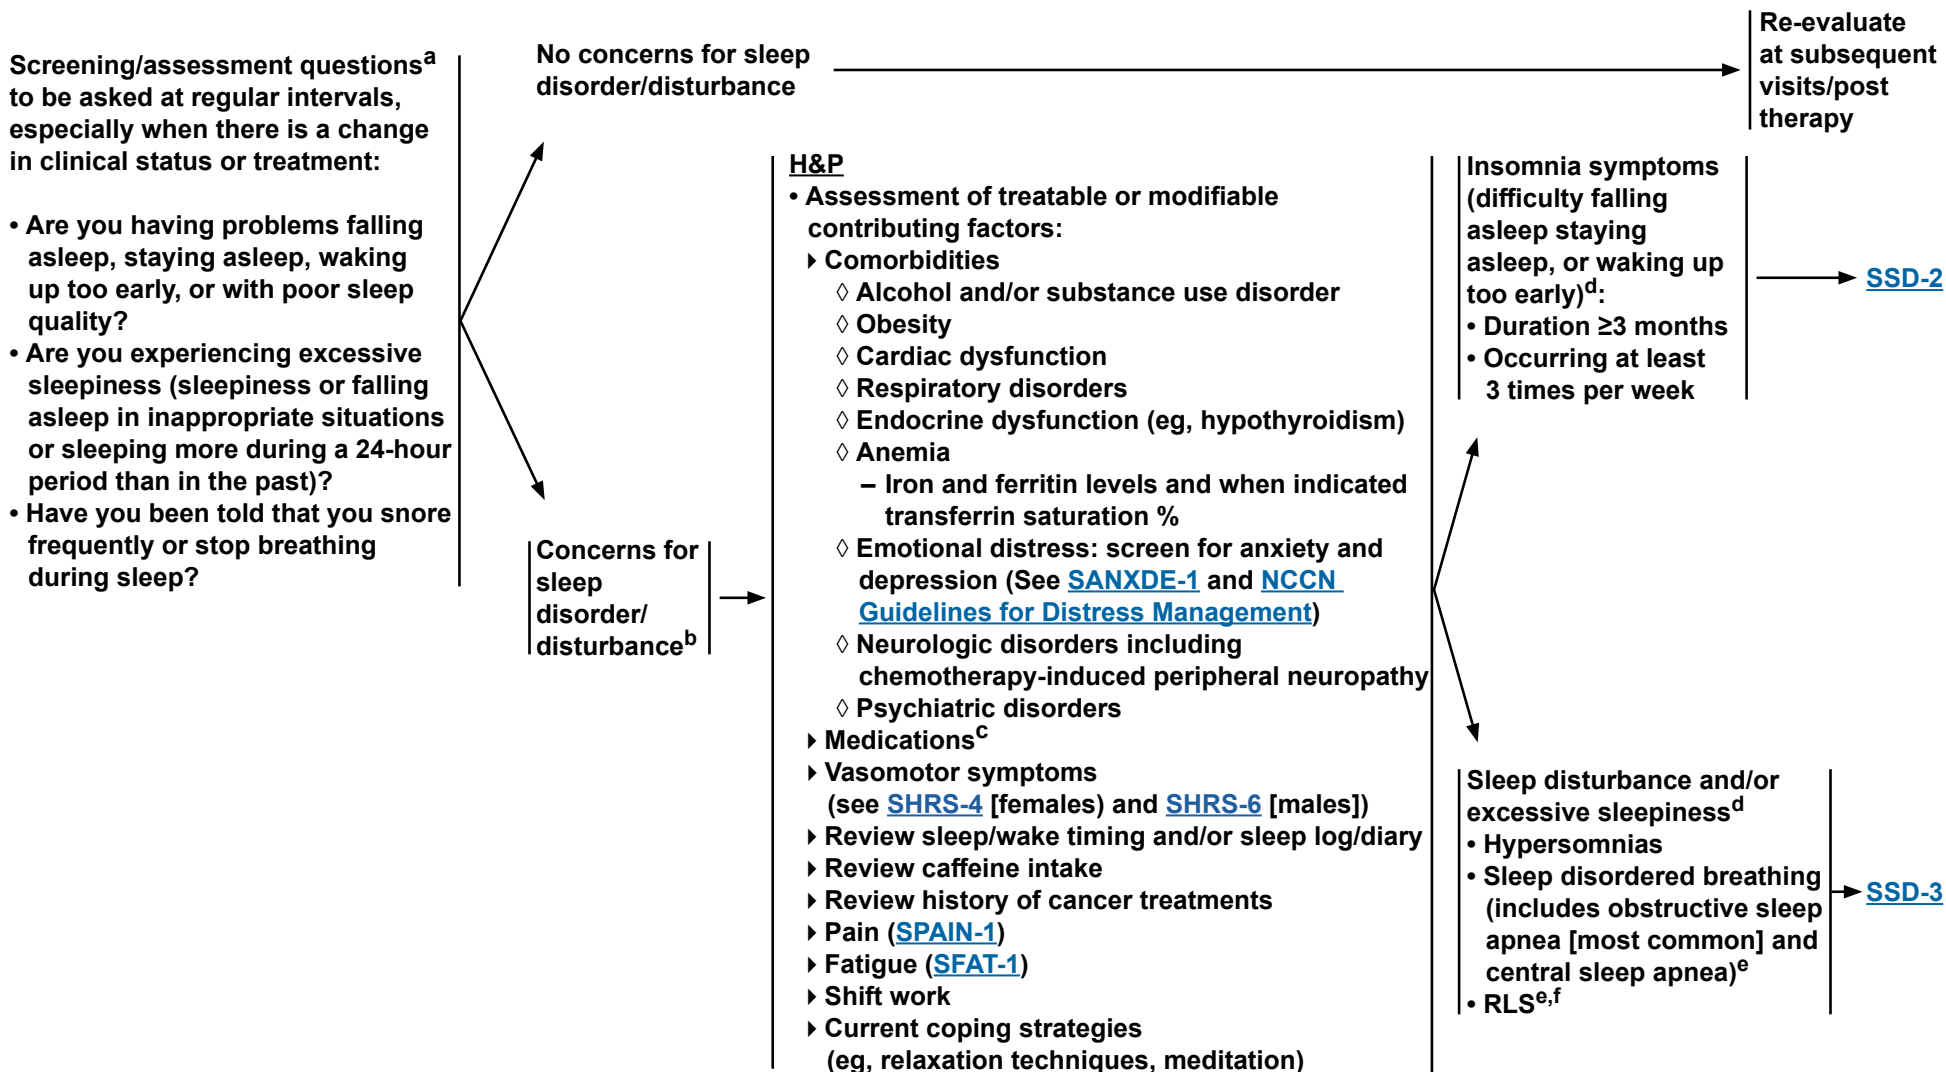 Screening/assessment questionsa
to be asked at regular intervals,
especially when there is a change
in clinical status or treatment:
• Are you having problems falling
asleep, staying asleep, waking
up too early, or with poor sleep
quality?
• Are you experiencing excessive
sleepiness (sleepiness or falling
asleep in inappropriate situations
or sleeping more during a 24-hour
period than in the past)?
• Have you been told that you snore
frequently or stop breathing
during sleep?
No concerns for sleep
disorder/disturbance
Re-evaluate
at subsequent
visits/post
therapy
Concerns for
sleep
disorder/
disturbanceb
H&P
• Assessment of treatable or modifiable
contributing factors:
▸ Comorbidities
◊ Alcohol and/or substance use disorder
◊ Obesity
◊ Cardiac dysfunction
◊ Respiratory disorders
◊ Endocrine dysfunction (eg, hypothyroidism)
◊ Anemia
– Iron and ferritin levels and when indicated
transferrin saturation %
◊ Emotional distress: screen for anxiety and
depression (See SANXDE-1 and NCCN
Guidelines for Distress Management)
◊ Neurologic disorders including
chemotherapy-induced peripheral neuropathy
◊ Psychiatric disorders
▸ Medicationsc
▸ Vasomotor symptoms
(see SHRS-4 [females) and SHRS-6 [males])
▸ Review sleep/wake timing and/or sleep log/diary
▸ Review caffeine intake
▸ Review history of cancer treatments
▸ Pain (SPAIN-1)
▸ Fatigue (SFAT-1)
▸ Shift work
▸ Current coping strategies
(eg, relaxation techniques, meditation)
Insomnia symptoms
(difficulty falling
asleep staying
asleep, or waking up
too early)d:
• Duration ≥3 months
• Occurring at least
3 times per week
SSD-2
Sleep disturbance and/or
excessive sleepinessd
• Hypersomnias
• Sleep disordered breathing
(includes obstructive sleep
apnea [most common] and
central sleep apnea)e
• RLSe,f
SSD-3